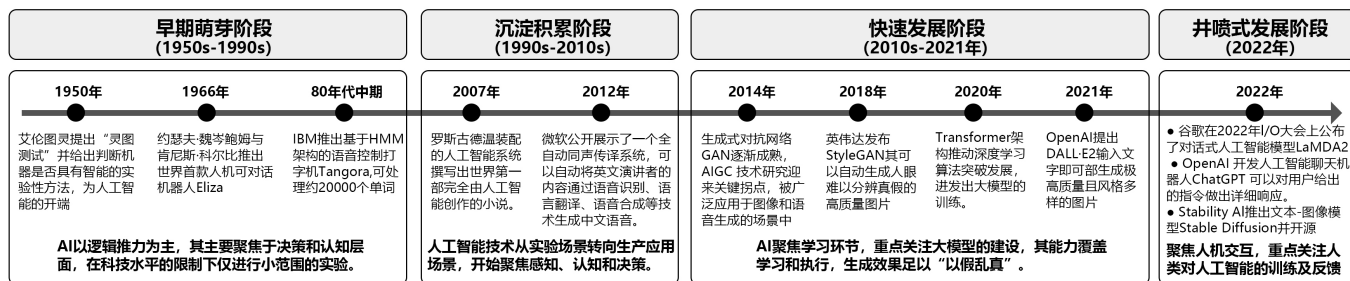 早期萌芽阶段
(1950s-1990s)
1950年
1966年
80年代中期
艾伦图灵提出“灵图
测试”并给出判断机
器是否具有智能的实
验性方法，为人工智
能的开端
约瑟夫·魏岑鲍姆与
肯尼斯·科尔比推出
世界首款人机可对话
机器人Eliza
IBM推出基于HMM
架构的语音控制打
字机Tangora,可处
理约20000个单词
AI以逻辑推力为主，其主要聚焦于决策和认知层
面，在科技水平的限制下仅进行小范围的实验。
沉淀积累阶段
(1990s-2010s)
2007年
2012年
罗斯古德温装配
的人工智能系统
撰写出世界第一
部完全由人工智
能创作的小说。
微软公开展示了一个全
自动同声传译系统，可
以自动将英文演讲者的
内容通过语音识别、语
言翻译、语音合成等技
术生成中文语音。
人工智能技术从实验场景转向生产应用
场景，开始聚焦感知、认知和决策。
快速发展阶段
(2010s-2021年)
2014年
2018年
2020年
2021年
生成式对抗网络
GAN逐渐成熟，
AIGC 技术研究迎
来关键拐点，被广
泛应用于图像和语
音生成的场景中
英伟达发布
StyleGAN其可
以自动生成人眼
难以分辨真假的
高质量图片
Transformer架
构推动深度学习
算法突破发展，
进发出大模型的
训练。
OpenAI提出
DALL·E2输入文
字即可部生成极
高质量且风格多
样的图片
AI聚焦学习环节，重点关注大模型的建设，其能力覆盖
学习和执行，生成效果足以“以假乱真”。
井喷式发展阶段
(2022年)
2022年
● 谷歌在2022年I/O大会上公布
了对话式人工智能模型LaMDA2
● OpenAI 开发人工智能聊天机
器人ChatGPT 可以对用户给出
的指令做出详细响应。
● Stability AI推出文本-图像模
型Stable Diffusion并开源
聚焦人机交互，重点关注人
类对人工智能的训练及反馈